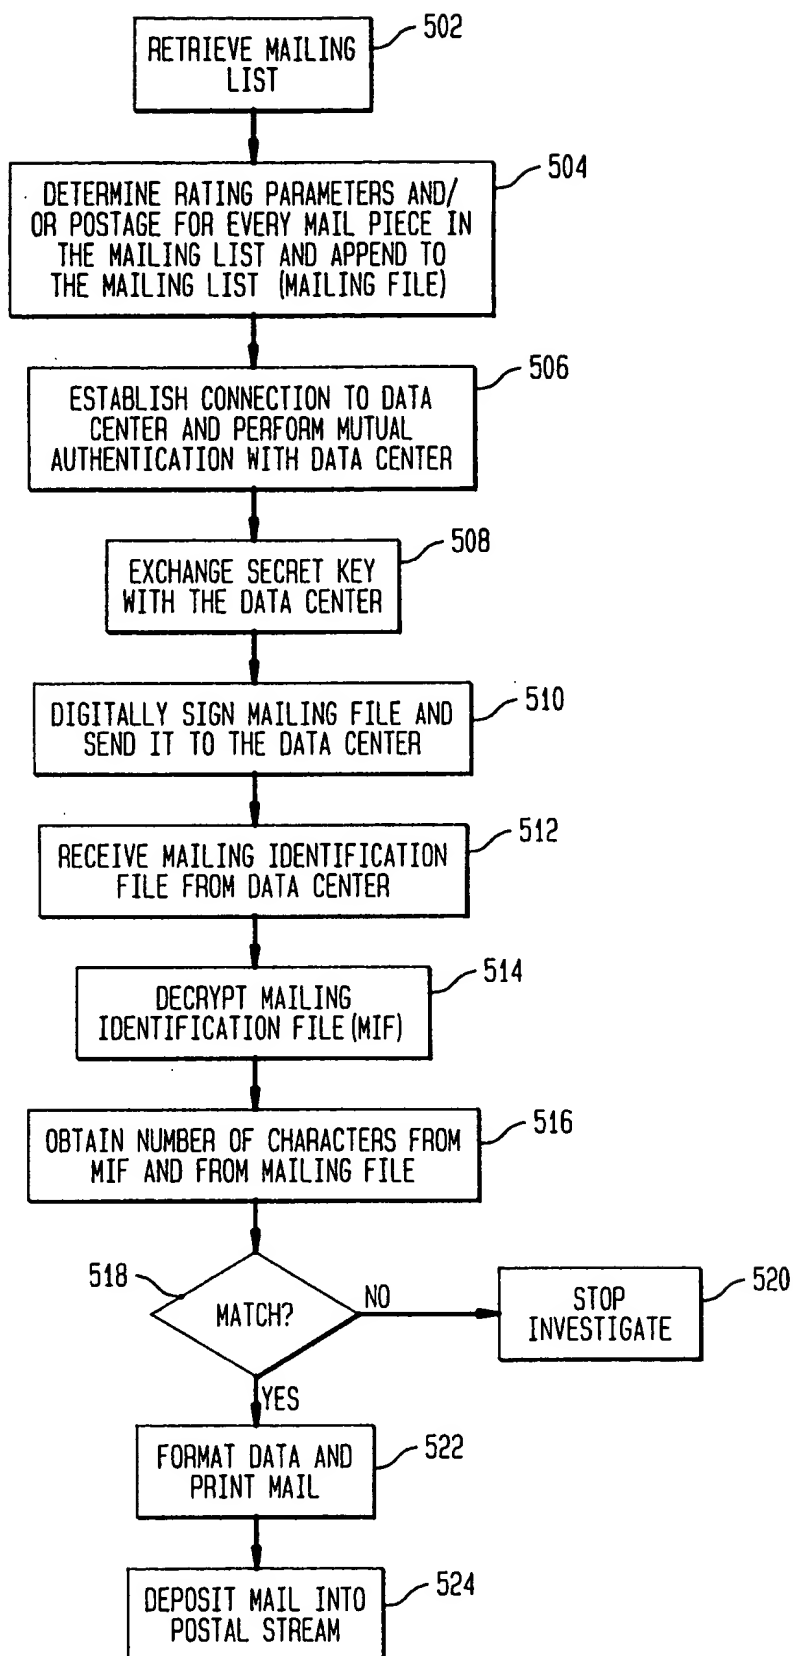 502
RETRIEVE MAILING
LIST
504
DETERMINE RATING PARAMETERS AND/
OR POSTAGE FOR EVERY MAIL PIECE IN
THE MAILING LIST AND APPEND TO
THE MAILING LIST (MAILING FILE)
506
ESTABLISH CONNECTION TO DATA
CENTER AND PERFORM MUTUAL
AUTHENTICATION WITH DATA CENTER
508
EXCHANGE SECRET KEY
WITH THE DATA CENTER
510
DIGITALLY SIGN MAILING FILE AND
SEND IT TO THE DATA CENTER
512
RECEIVE MAILING IDENTIFICATION
FILE FROM DATA CENTER
514
DECRYPT MAILING
IDENTIFICATION FILE (MIF)
516
OBTAIN NUMBER OF CHARACTERS FROM
MIF AND FROM MAILING FILE
518
MATCH?
NO
520
STOP
INVESTIGATE
YES
522
FORMAT DATA AND
PRINT MAIL
524
DEPOSIT MAIL INTO
POSTAL STREAM